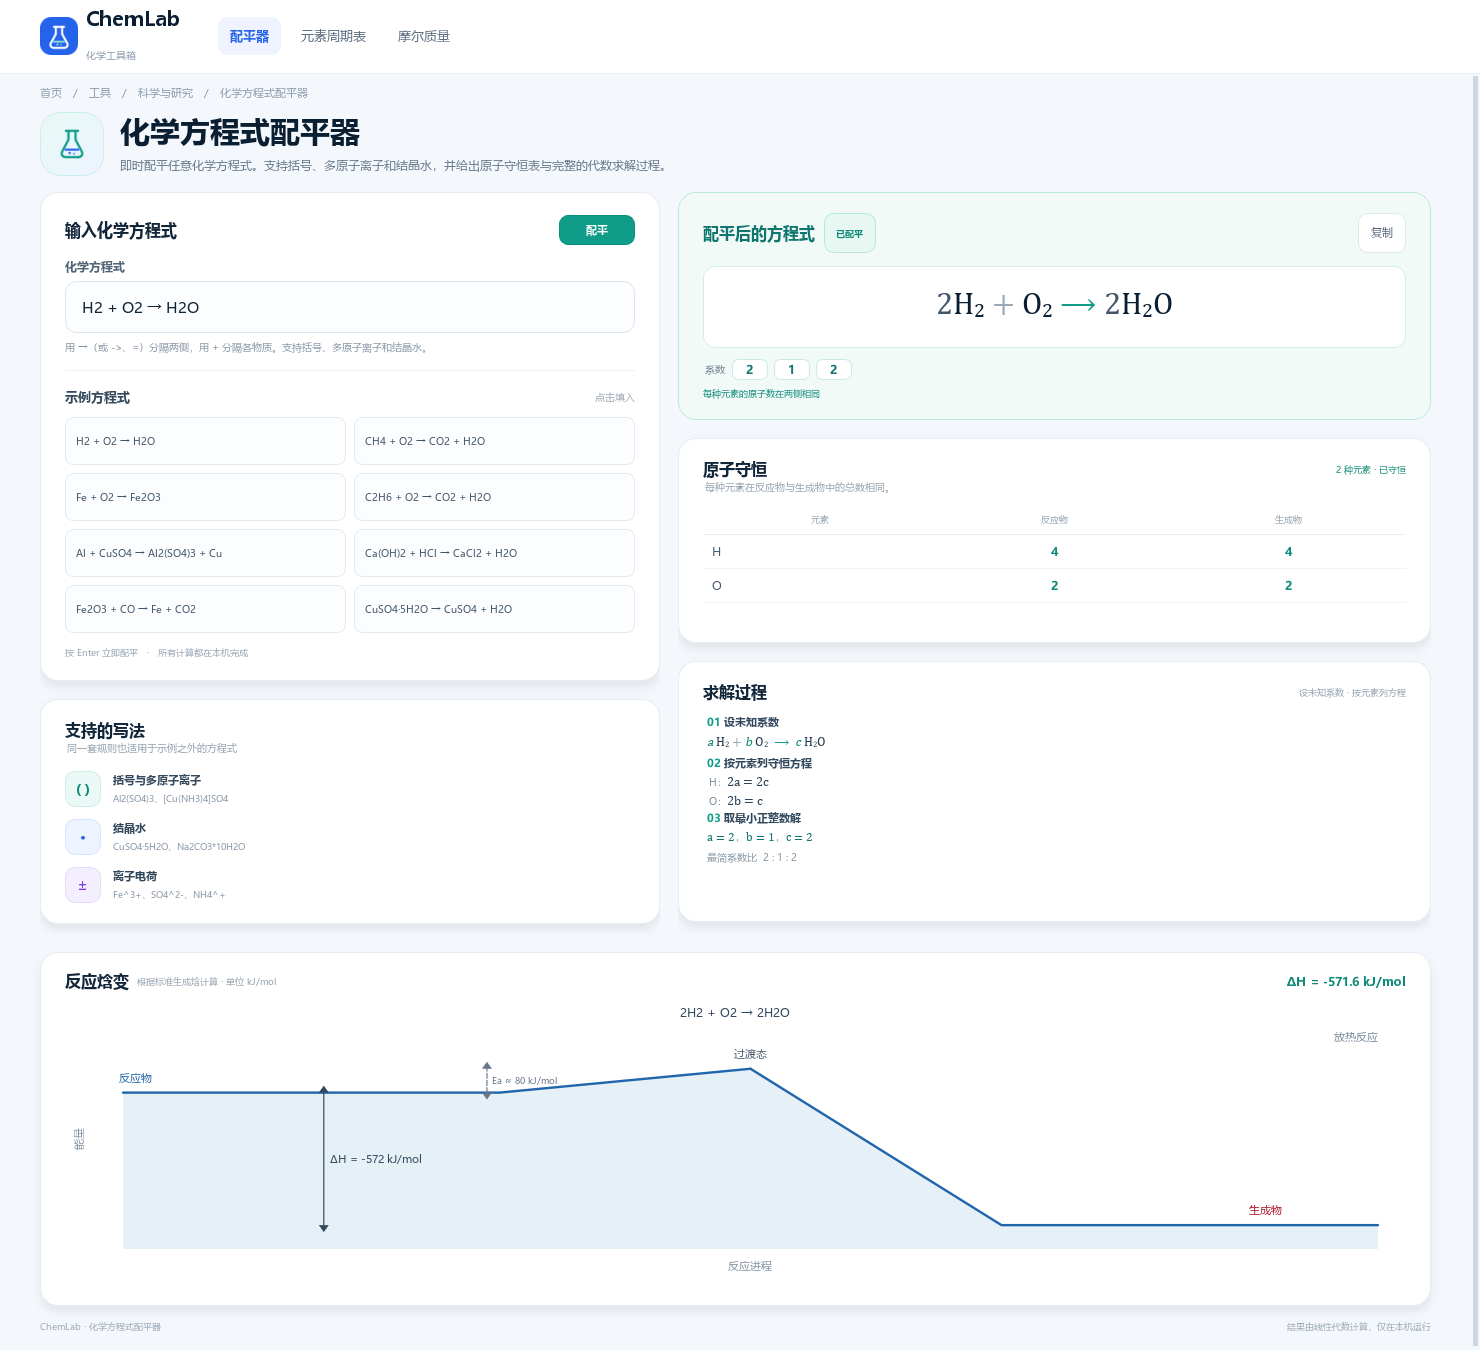 ChemLab
化学工具箱
配平器 元素周期表 摩尔质量
首页 / 工具 / 科学与研究 / 化学方程式配平器
化学方程式配平器
即时配平任意化学方程式。支持括号、多原子离子和结晶水，并给出原子守恒表与完整的代数求解过程。
输入化学方程式
配平
化学方程式
H2 + O2 → H2O
用 →（或 ->、=）分隔两侧，用 + 分隔各物质。支持括号、多原子离子和结晶水。
示例方程式
点击填入
H2 + O2 → H2O
CH4 + O2 → CO2 + H2O
Fe + O2 → Fe2O3
C2H6 + O2 → CO2 + H2O
Al + CuSO4 → Al2(SO4)3 + Cu
Ca(OH)2 + HCl → CaCl2 + H2O
Fe2O3 + CO → Fe + CO2
CuSO4·5H2O → CuSO4 + H2O
按 Enter 立即配平 · 所有计算都在本机完成
支持的写法
同一套规则也适用于示例之外的方程式
( )
括号与多原子离子
Al2(SO4)3、[Cu(NH3)4]SO4
•
结晶水
CuSO4·5H2O、Na2CO3*10H2O
±
离子电荷
Fe^3+、SO4^2-、NH4^+
配平后的方程式
已配平
复制
2H₂ + O₂ ⟶ 2H₂O
系数 2 1 2
每种元素的原子数在两侧相同
原子守恒
2 种元素 · 已守恒
每种元素在反应物与生成物中的总数相同。
元素 反应物 生成物
H 4 4
O 2 2
求解过程
设未知系数 · 按元素列方程
01 设未知系数
a H₂ + b O₂ ⟶ c H₂O
02 按元素列守恒方程
H: 2a = 2c
O: 2b = c
03 取最小正整数解
a = 2, b = 1, c = 2
最简系数比 2 : 1 : 2
反应焓变
根据标准生成焓计算 · 单位 kJ/mol
ΔH = -571.6 kJ/mol
2H2 + O2 → 2H2O
放热反应
过渡态
反应物
Ea ≈ 80 kJ/mol
能量
ΔH = -572 kJ/mol
生成物
反应进程
ChemLab · 化学方程式配平器
结果由线性代数计算，仅在本机运行